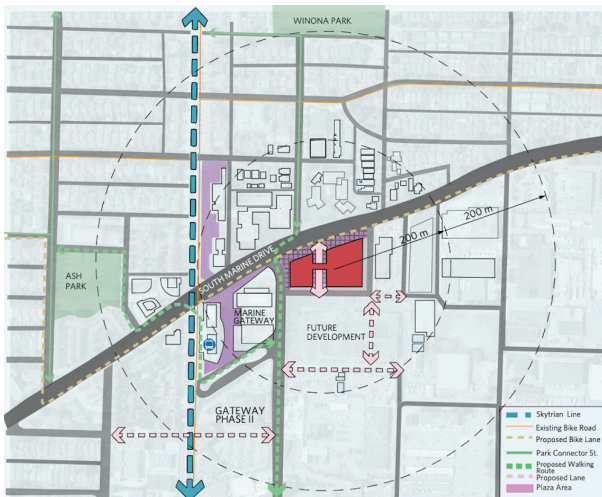 WINONA PARK
200 m
200 m
SOUTH MARINE DRIVE
ASH
PARK
MARINE
GATEWAY
FUTURE
DEVELOPMENT
GATEWAY
PHASE II
Skytrian Line
Existing Bike Road
Proposed Bike Lane
Park Connector St.
Proposed Walking
Route
Proposed Lane
Plaza Area